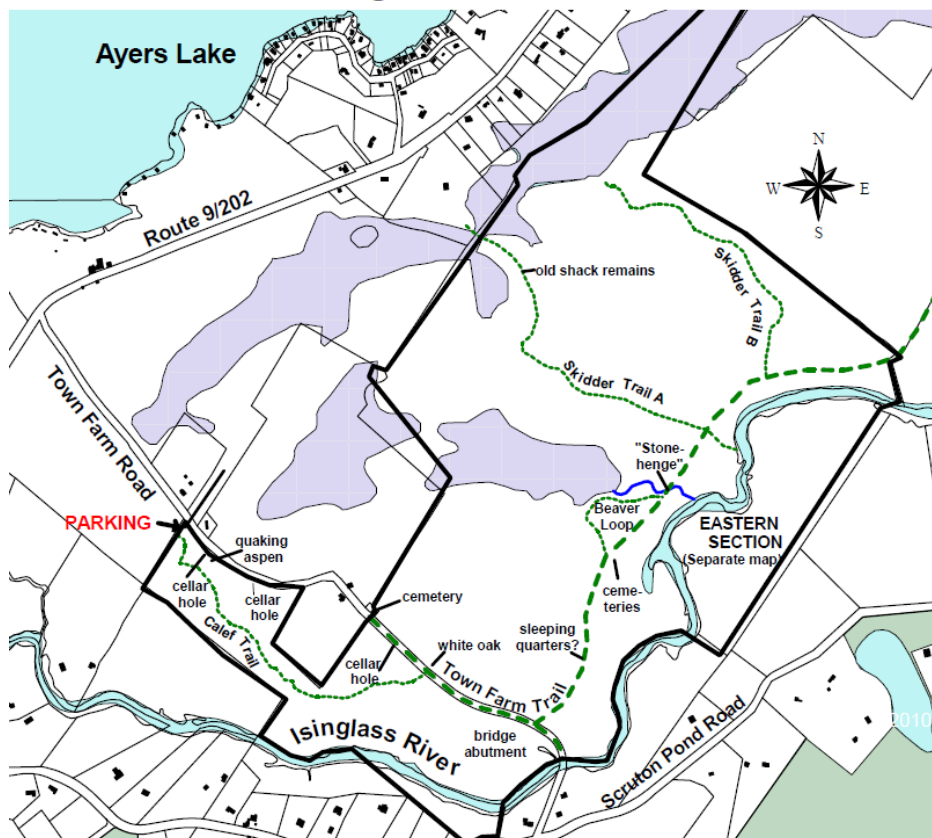 Ayers Lake
Route 9/202
N
W
E
S
old shack remains
Skidder Trail B
Skidder Trail A
Town Farm Road
"Stone-
henge"
Beaver
Loop
EASTERN
SECTION
(Separate map)
PARKING
quaking
aspen
cellar
hole
cellar
hole
cemetery
ceme-
teries
Calef Trail
cellar
hole
white oak
sleeping
quarters?
Town Farm Trail
Isinglass River
bridge
abutment
Scruton Pond Road
2010